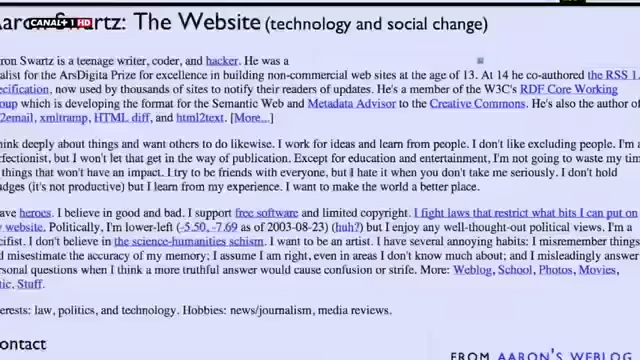 Aaron Swartz: The Website (technology and social change)
CANAL+ HD
ron Swartz is a teenage writer, coder, and hacker. He was a
alist for the ArsDigita Prize for excellence in building non-commercial web sites at the age of 13. At 14 he co-authored the RSS 1.
ecification, now used by thousands of sites to notify their readers of updates. He's a member of the W3C's RDF Core Working
oup which is developing the format for the Semantic Web and Metadata Advisor to the Creative Commons. He's also the author of
2email, xmltramp, HTML diff, and html2text. [More...]
hink deeply about things and want others to do likewise. I work for ideas and learn from people. I don't like excluding people. I'm a
rfectionist, but I won't let that get in the way of publication. Except for education and entertainment, I'm not going to waste my time
things that won't have an impact. I try to be friends with everyone, but I hate it when you don't take me seriously. I don't hold
udges (it's not productive) but I learn from my experience. I want to make the world a better place.
ave heroes. I believe in good and bad. I support free software and limited copyright. I fight laws that restrict what bits I can put on
y website. Politically, I'm lower-left (-5.50, -7.69 as of 2003-08-23) (huh?) but I enjoy any well-thought-out political views. I'm a
cifist. I don't believe in the science-humanities schism. I want to be an artist. I have several annoying habits: I misremember things
d misestimate the accuracy of my memory; I assume I am right, even in areas I don't know much about; and I misleadingly answer
rsonal questions when I think a more truthful answer would cause confusion or strife. More: Weblog, School, Photos, Movies,
tic, Stuff.
erests: law, politics, and technology. Hobbies: news/journalism, media reviews.
ontact
FROM AARON'S WEBLOG